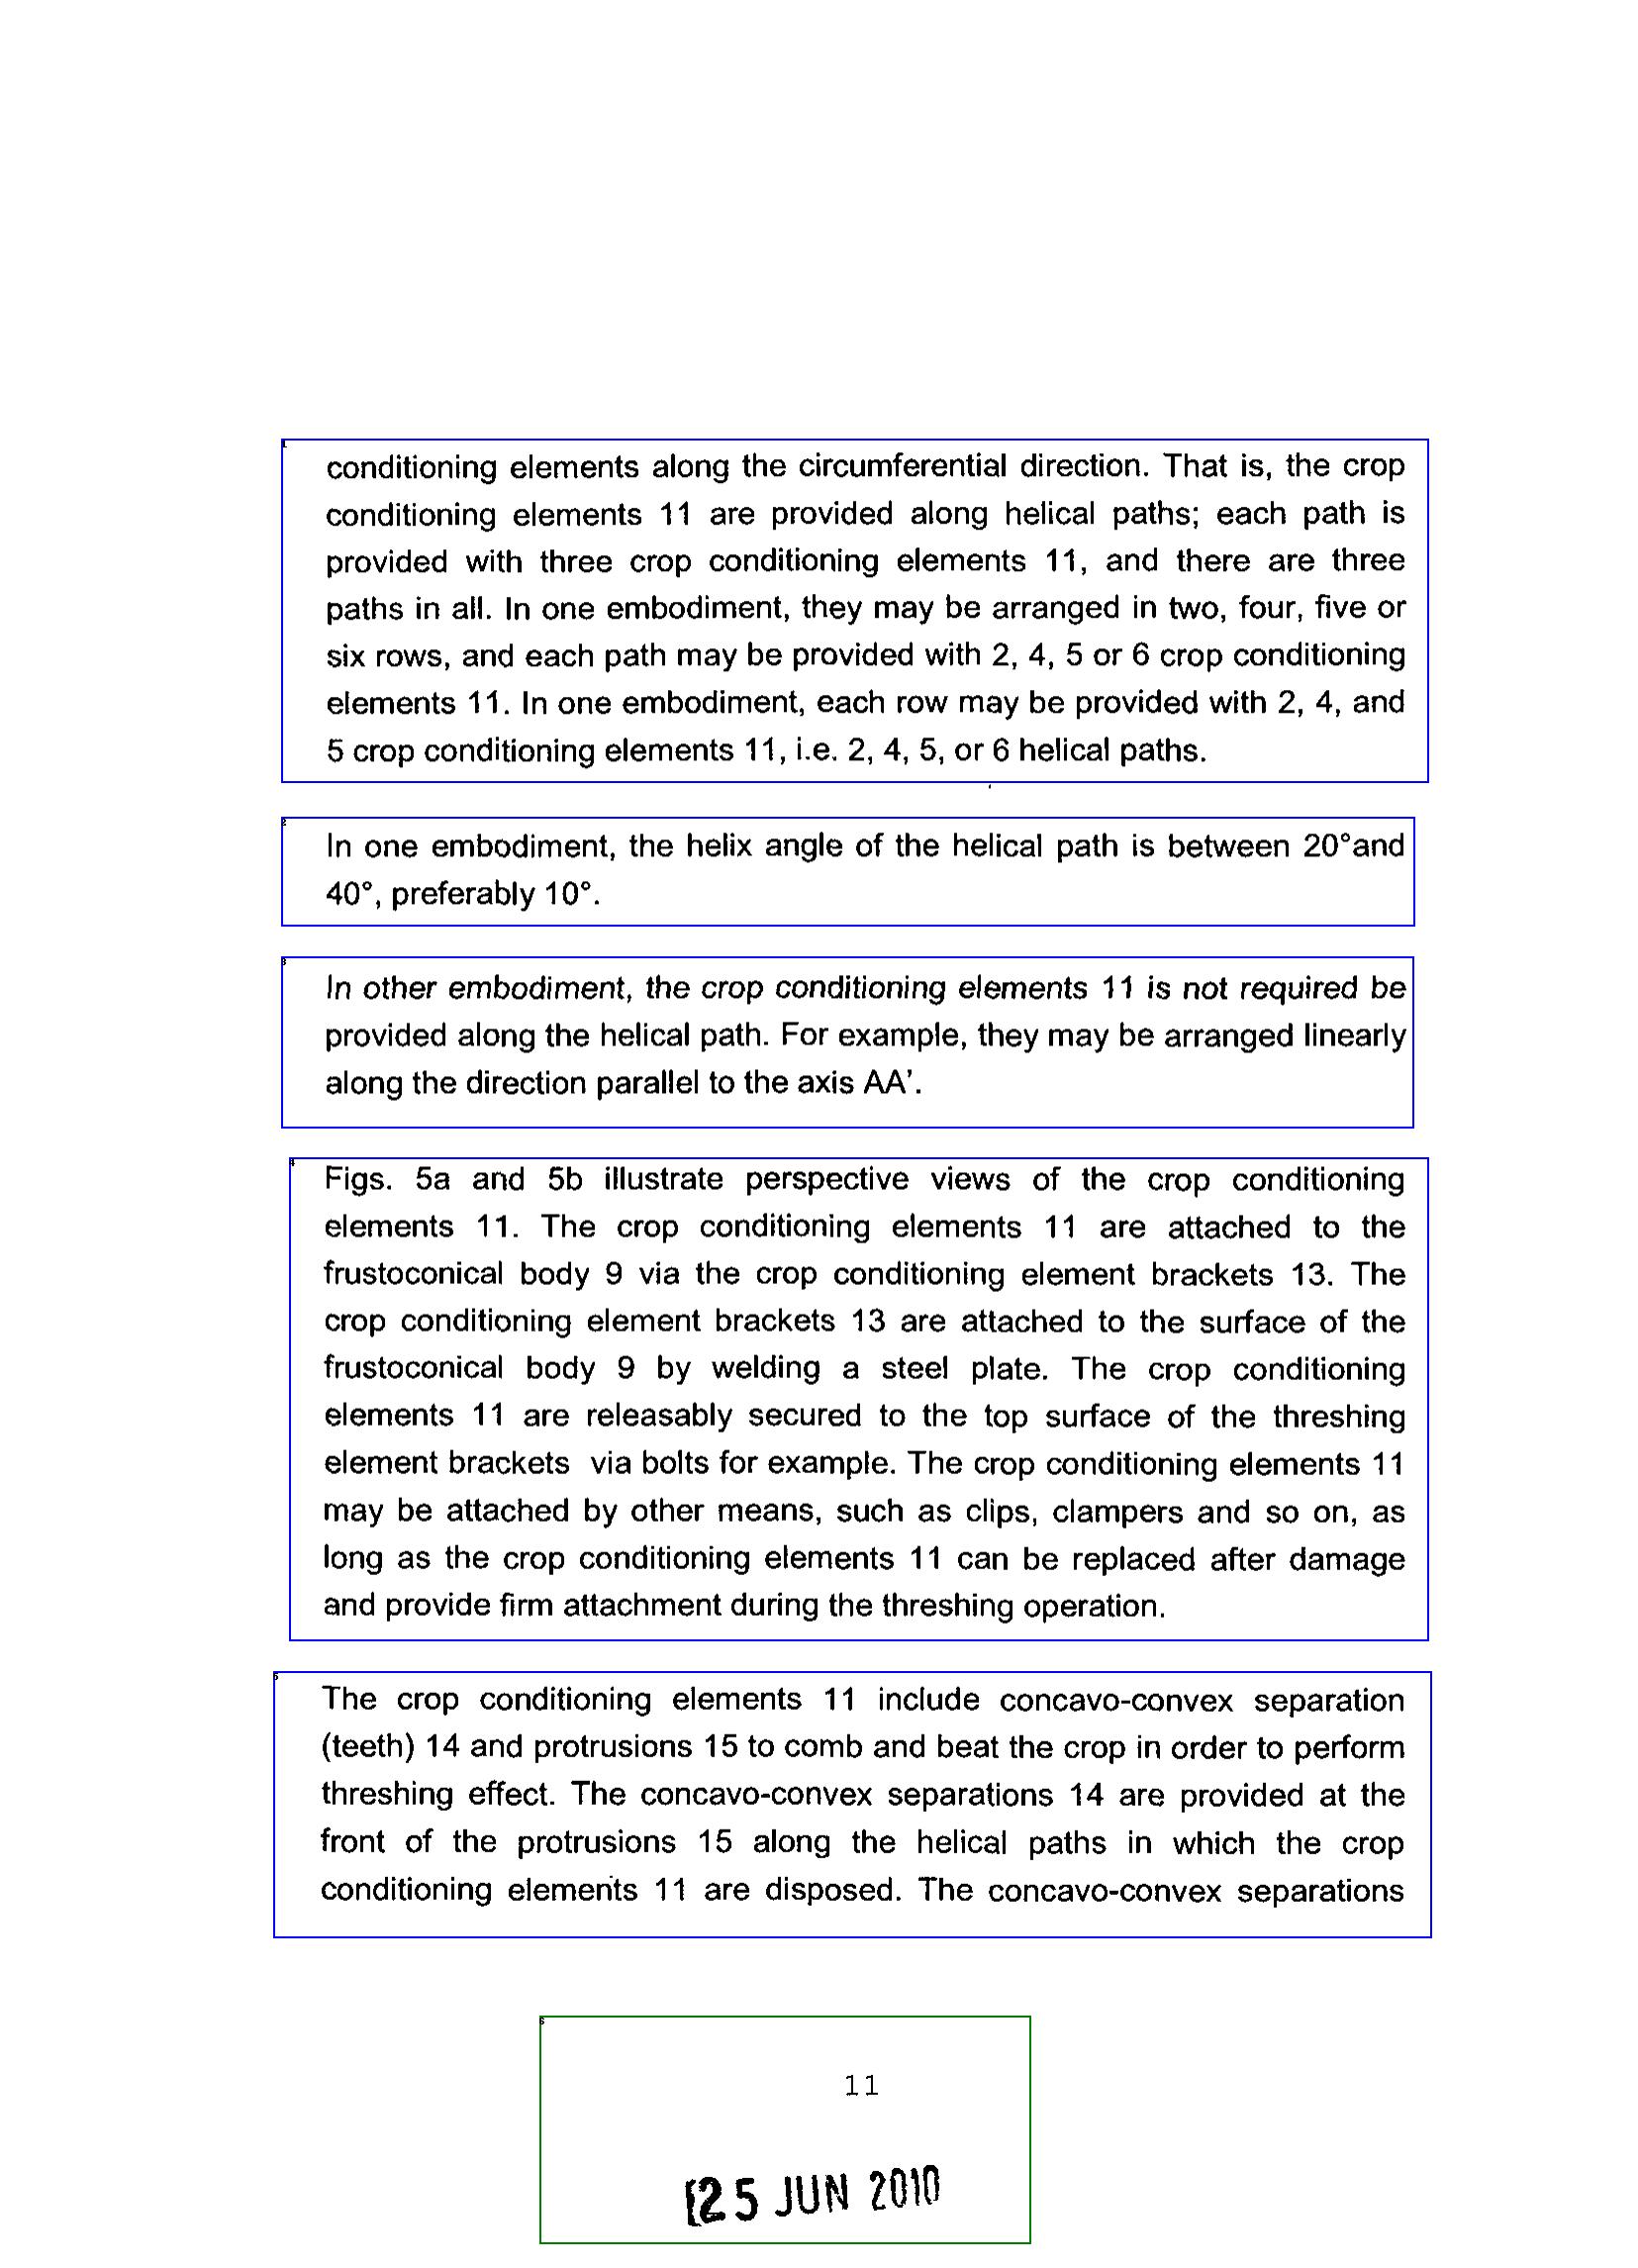 conditioning elements along the circumferential direction. That is, the crop
conditioning elements 11 are provided along helical paths; each path is
provided with three crop conditioning elements 11, and there are three
paths in all. In one embodiment, they may be arranged in two, four, five or
six rows, and each path may be provided with 2, 4, 5 or 6 crop conditioning
elements 11. In one embodiment, each row may be provided with 2, 4, and
5 crop conditioning elements 11, i.e. 2, 4, 5, or 6 helical paths.
In one embodiment, the helix angle of the helical path is between 20°and
40°, preferably 10°.
In other embodiment, the crop conditioning elements 11 is not required be
provided along the helical path. For example, they may be arranged linearly
along the direction parallel to the axis AA'.
Figs. 5a and 5b illustrate perspective views of the crop conditioning
elements 11. The crop conditioning elements 11 are attached to the
frustoconical body 9 via the crop conditioning element brackets 13. The
crop conditioning element brackets 13 are attached to the surface of the
frustoconical body 9 by welding a steel plate. The crop conditioning
elements 11 are releasably secured to the top surface of the threshing
element brackets via bolts for example. The crop conditioning elements 11
may be attached by other means, such as clips, clampers and so on, as
long as the crop conditioning elements 11 can be replaced after damage
and provide firm attachment during the threshing operation.
The crop conditioning elements 11 include concavo-convex separation
(teeth) 14 and protrusions 15 to comb and beat the crop in order to perform
threshing effect. The concavo-convex separations 14 are provided at the
front of the protrusions 15 along the helical paths in which the crop
conditioning elements 11 are disposed. The concavo-convex separations
11
25 JUN 2010